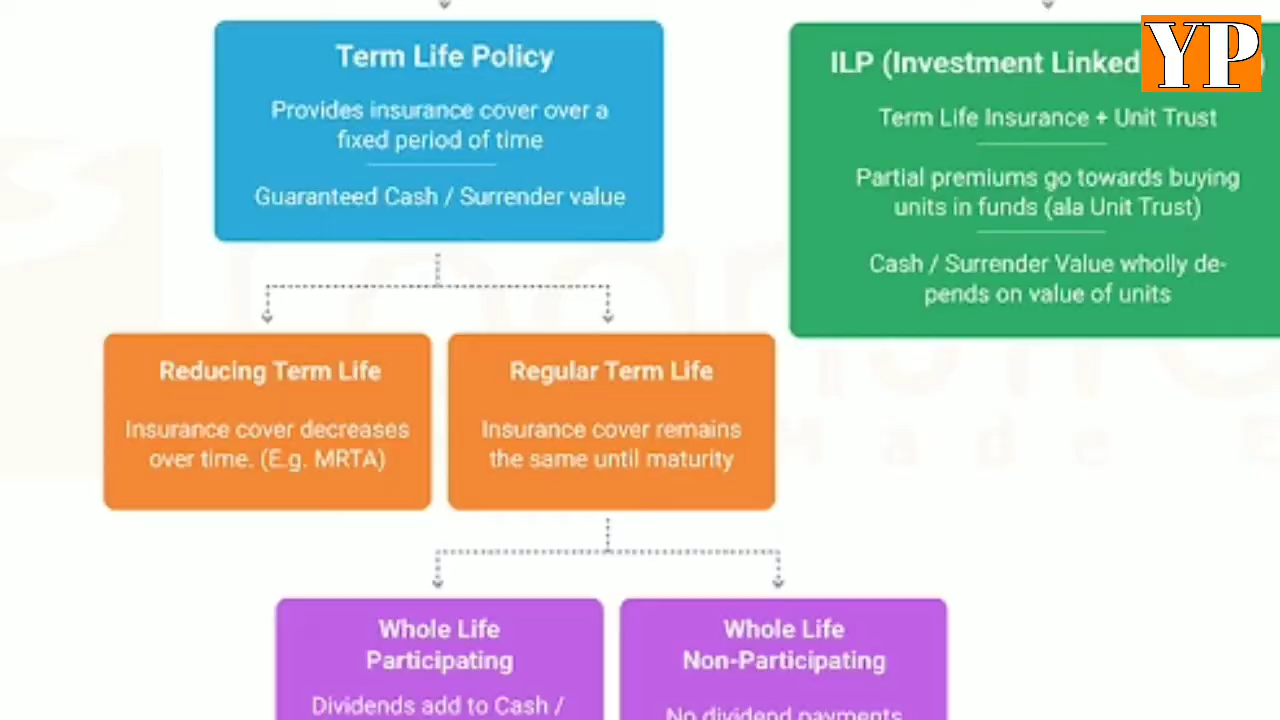 Term Life Policy
Provides insurance cover over a
fixed period of time
Guaranteed Cash / Surrender value
ILP (Investment Linked
YP
Term Life Insurance + Unit Trust
Partial premiums go towards buying
units in funds (ala Unit Trust)
Cash / Surrender Value wholly de-
pends on value of units
Reducing Term Life
Insurance cover decreases
over time. (E.g. MRTA)
Regular Term Life
Insurance cover remains
the same until maturity
Made E
Whole Life
Participating
Dividends add to Cash /
Whole Life
Non-Participating
No dividend payments